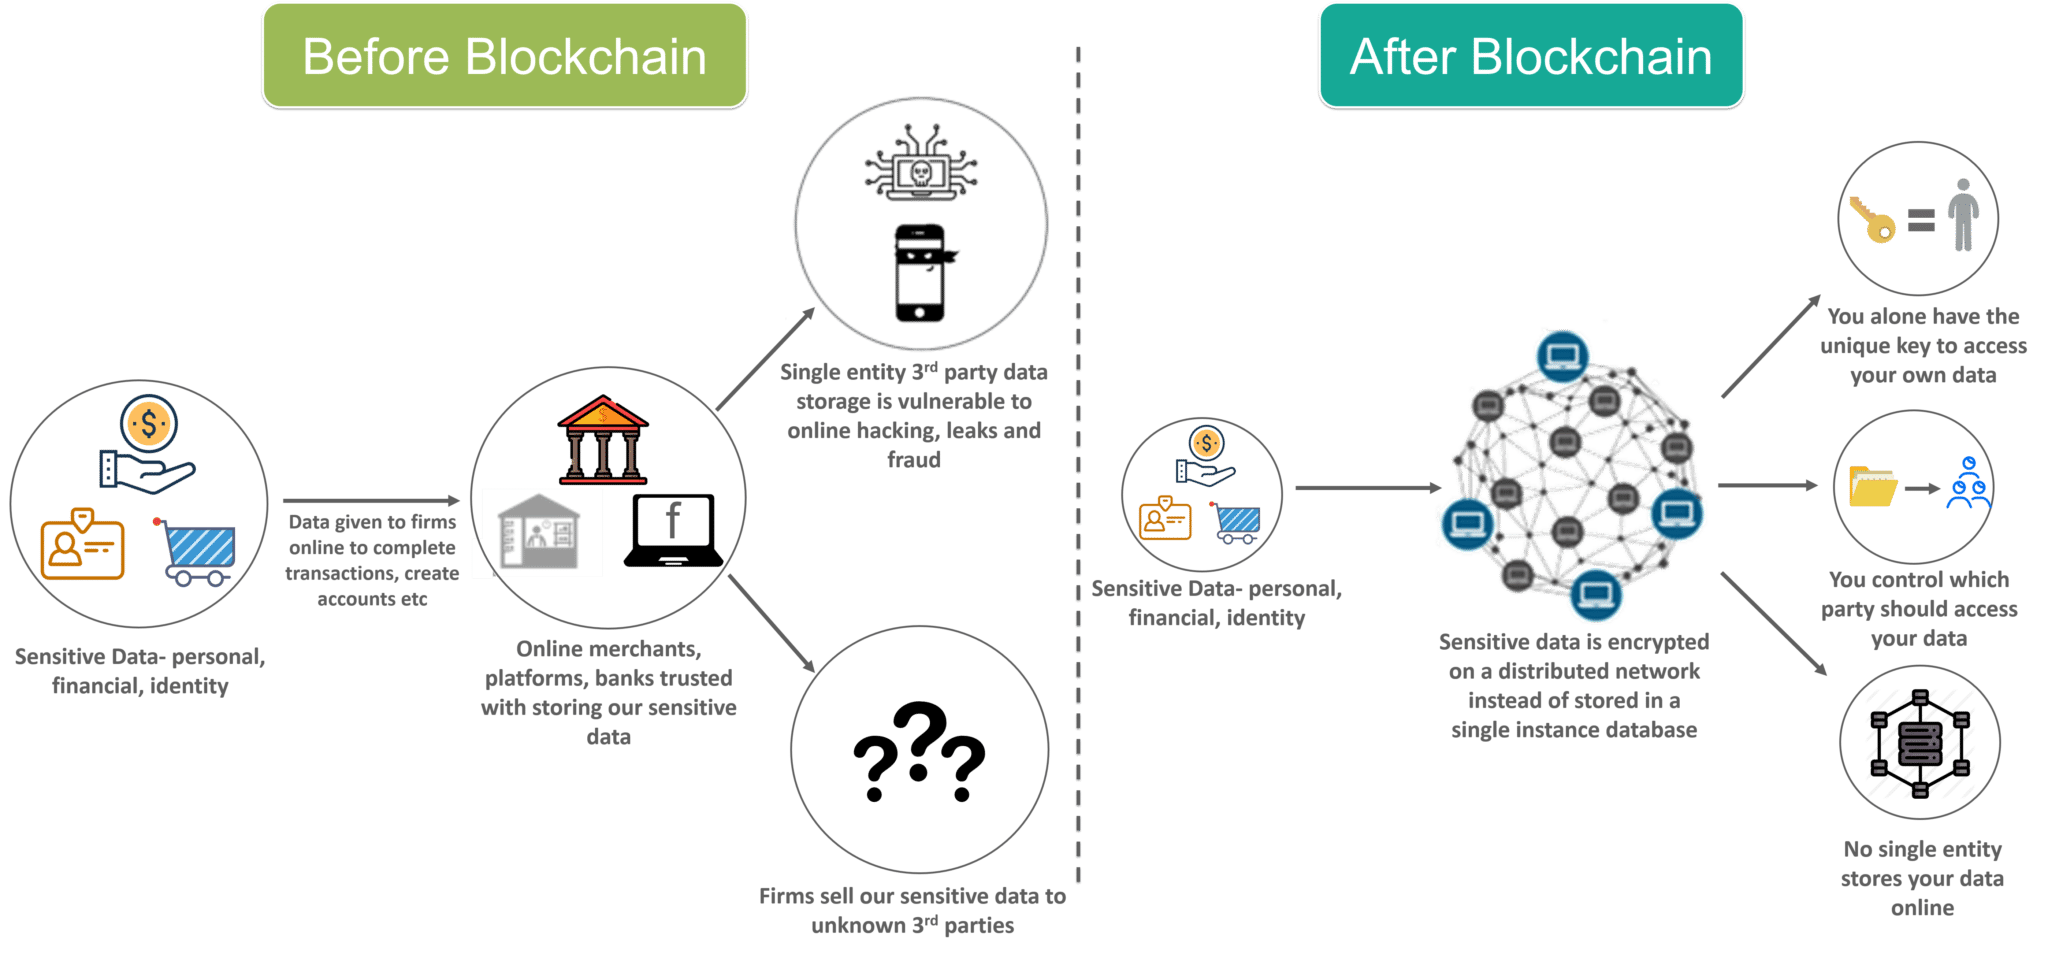 Before Blockchain
Sensitive Data- personal,
financial, identity
Data given to firms
online to complete
transactions, create
accounts etc
$
f
Online merchants,
platforms, banks trusted
with storing our sensitive
data
Single entity 3rd party data
storage is vulnerable to
online hacking, leaks and
fraud
???
Firms sell our sensitive data to
unknown 3rd parties
After Blockchain
$
Sensitive Data- personal,
financial, identity
Sensitive data is encrypted
on a distributed network
instead of stored in a
single instance database
=
You alone have the
unique key to access
your own data
You control which
party should access
your data
No single entity
stores your data
online